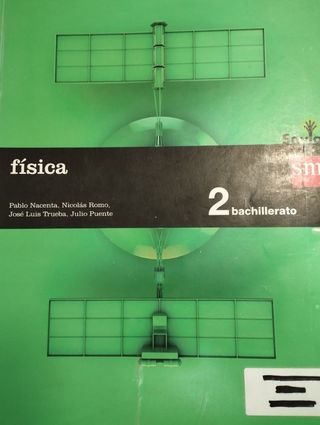 física
Pablo Nacenta, Nicolás Romo,
José Luis Trueba, Julio Puente
2 bachillerato
sm